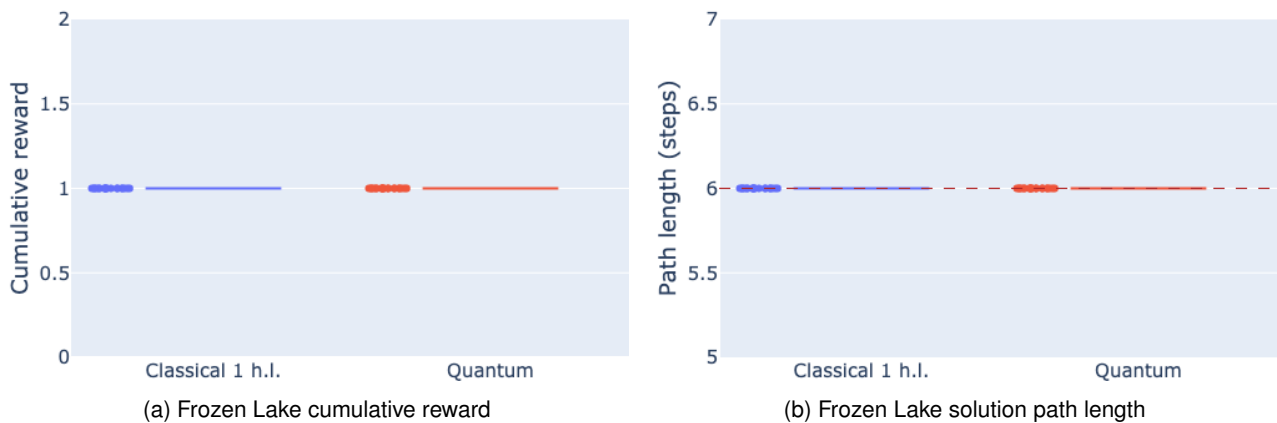 Cumulative reward
2
1.5
1
0.5
0
Classical 1 h.l.
Quantum
(a) Frozen Lake cumulative reward
Path length (steps)
7
6.5
6
5.5
5
Classical 1 h.l.
Quantum
(b) Frozen Lake solution path length